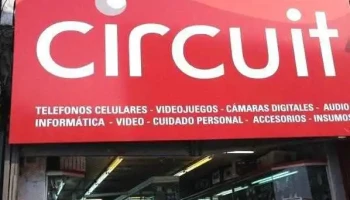 circuit
TELEFONOS CELULARES - VIDEOJUEGOS - CÁMARAS DIGITALES - AUDIO
INFORMÁTICA - VIDEO - CUIDADO PERSONAL - ACCESORIOS - INSUMOS